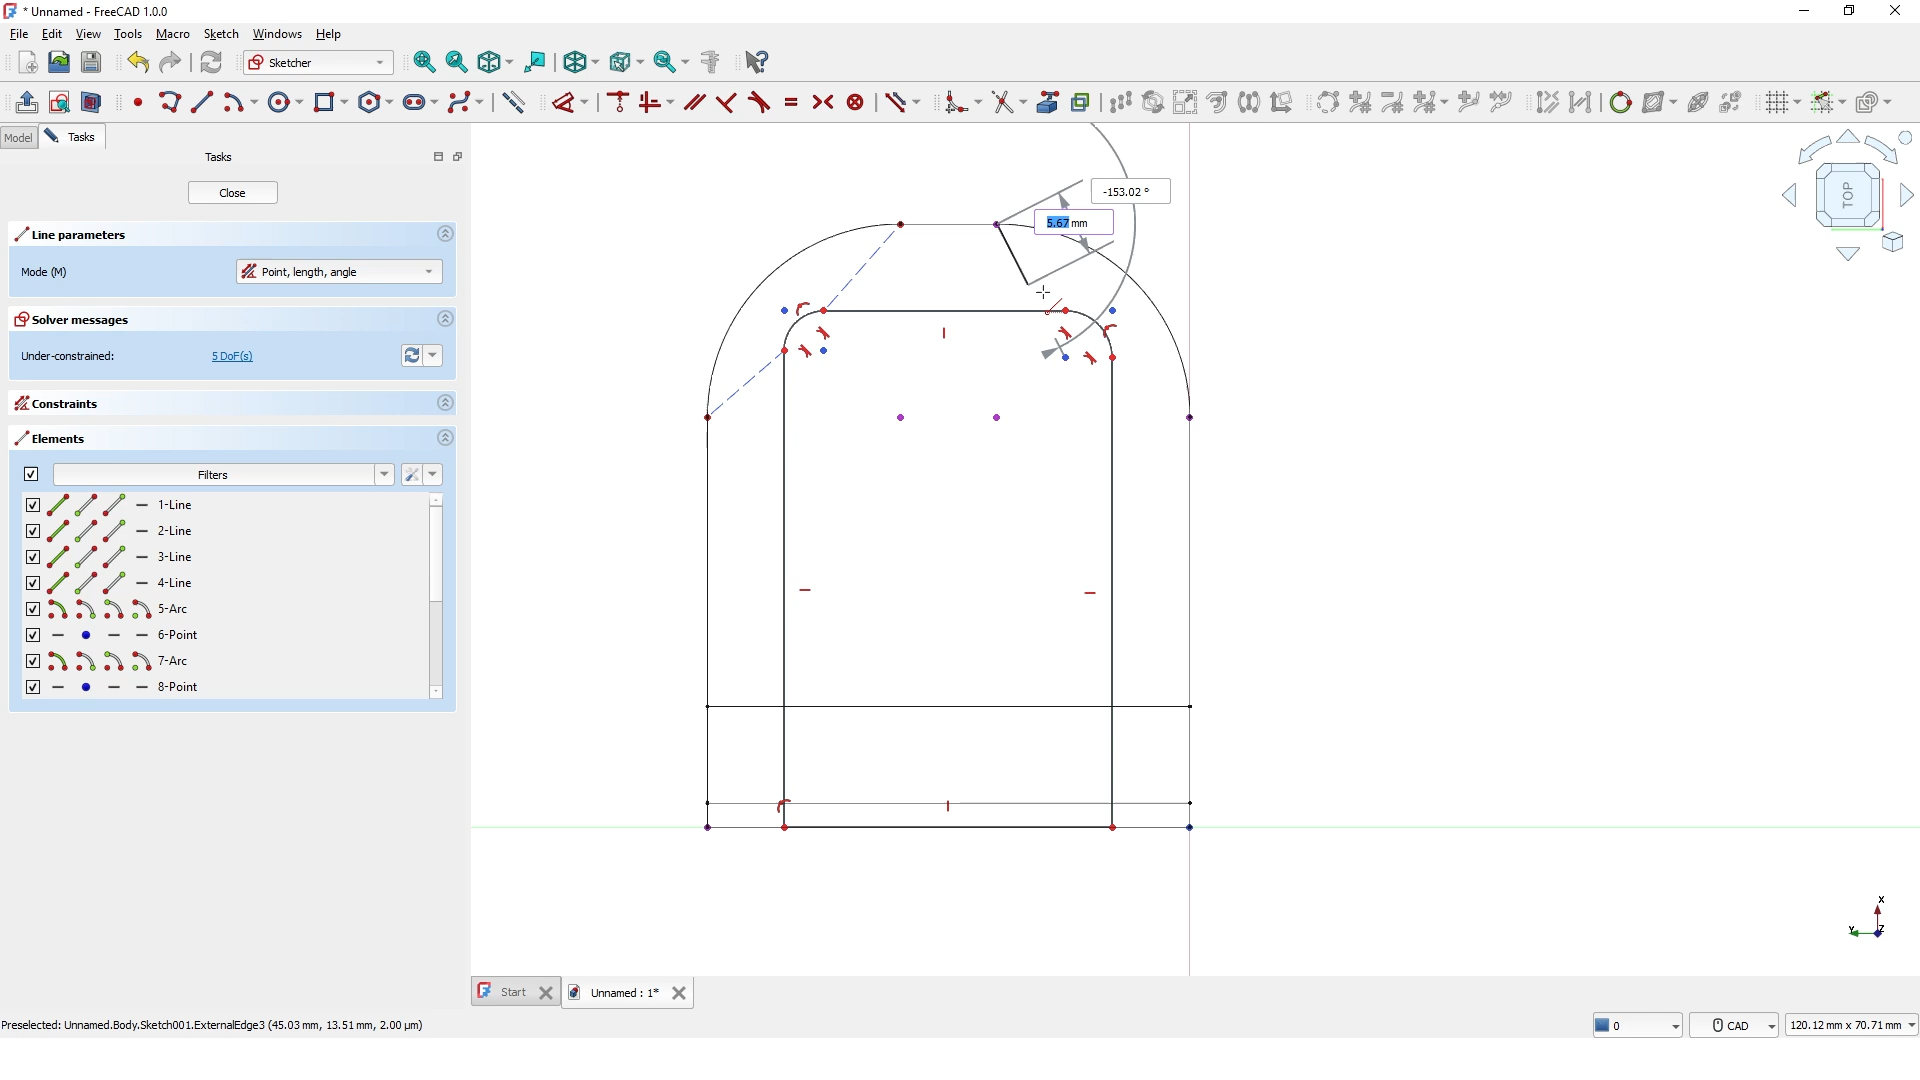 * Unnamed - FreeCAD 1.0.0
File Edit View Tools Macro Sketch Windows Help
Sketcher
Model Tasks
Tasks
Close
Line parameters
Mode (M) Point, length, angle
Solver messages
Under-constrained: 5 DoF(s)
Constraints
Elements
Filters
1-Line
2-Line
3-Line
4-Line
5-Arc
6-Point
7-Arc
8-Point
-153.02 °
5.67 mm
TOP
X
Y
Z
Start
Unnamed : 1*
Preselected: Unnamed.Body.Sketch001.ExternalEdge3 (45.03 mm, 13.51 mm, 2.00 µm)
0
CAD
120.12 mm x 70.71 mm